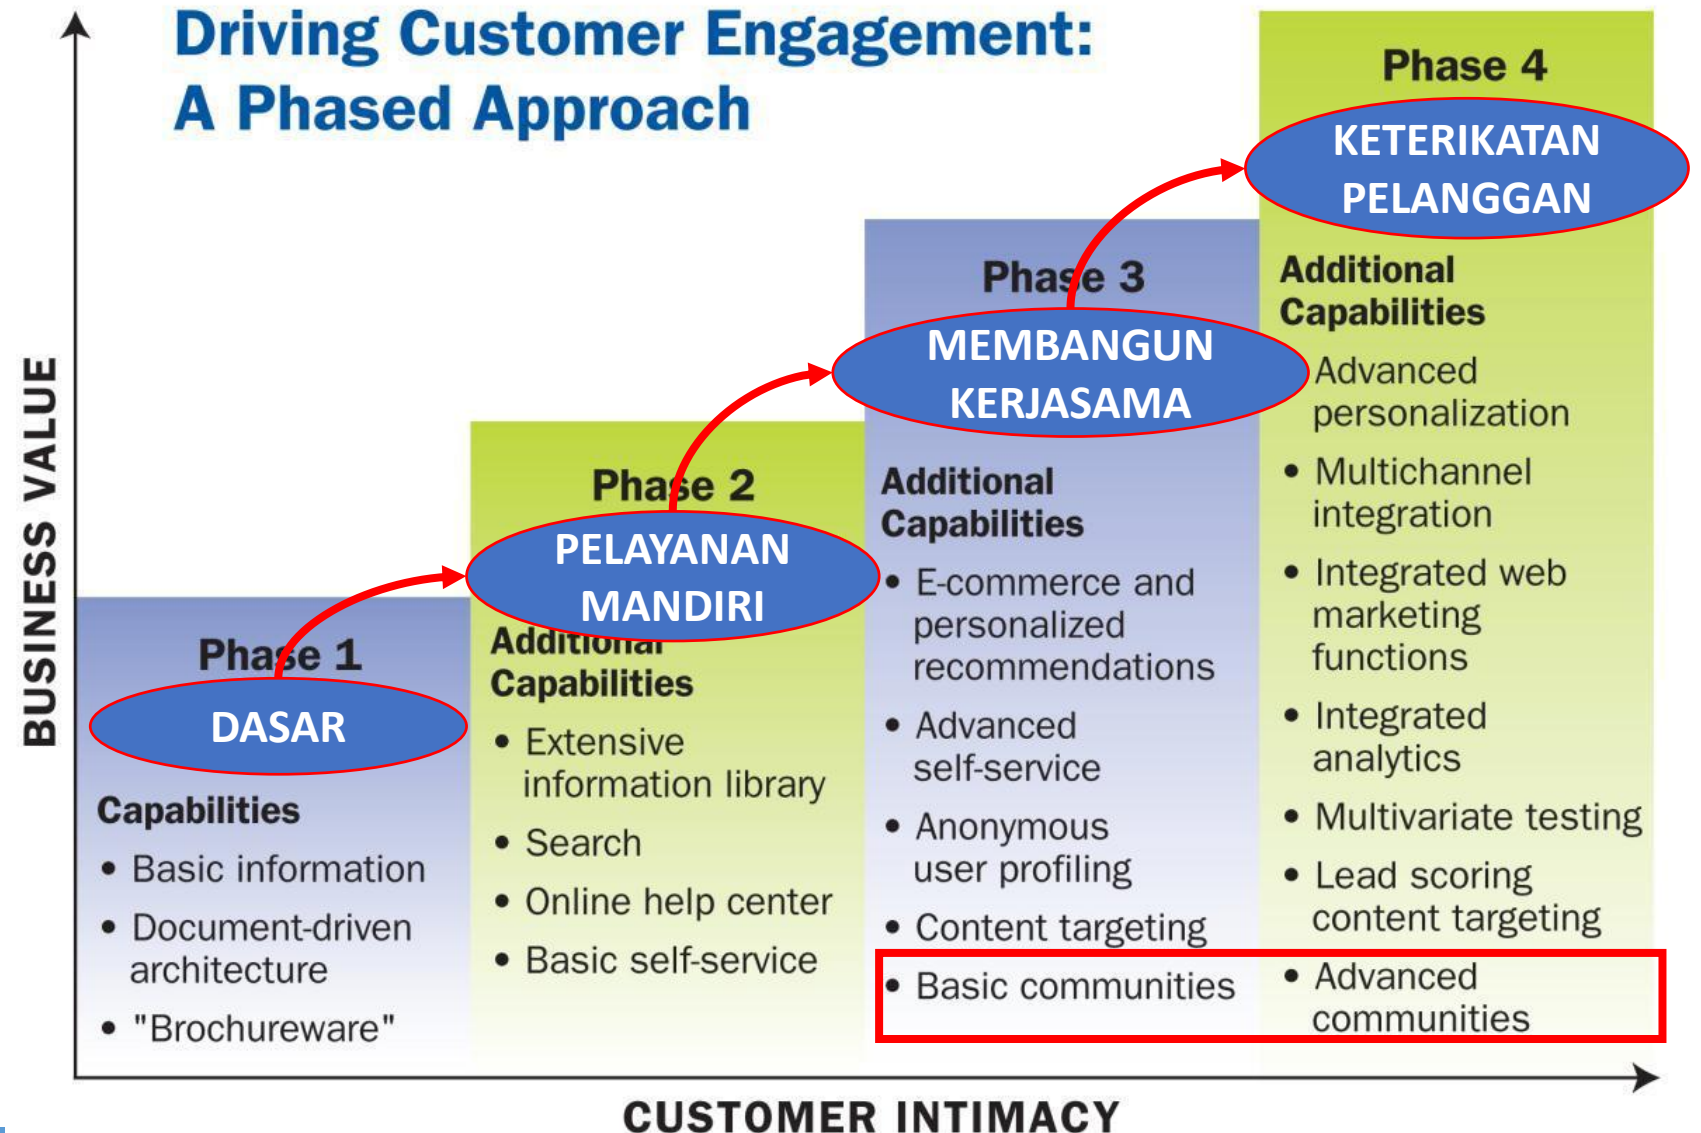 Driving Customer Engagement:
A Phased Approach
BUSINESS VALUE
Phase 1
DASAR
Capabilities
• Basic information
• Document-driven
architecture
• "Brochureware"
Phase 2
PELAYANAN
MANDIRI
Additional
Capabilities
• Extensive
information library
• Search
• Online help center
• Basic self-service
Phase 3
MEMBANGUN
KERJASAMA
Additional
Capabilities
• E-commerce and
personalized
recommendations
• Advanced
self-service
• Anonymous
user profiling
• Content targeting
• Basic communities
Phase 4
KETERIKATAN
PELANGGAN
Additional
Capabilities
Advanced
personalization
• Multichannel
integration
• Integrated web
marketing
functions
• Integrated
analytics
• Multivariate testing
• Lead scoring
content targeting
• Advanced
communities
CUSTOMER INTIMACY